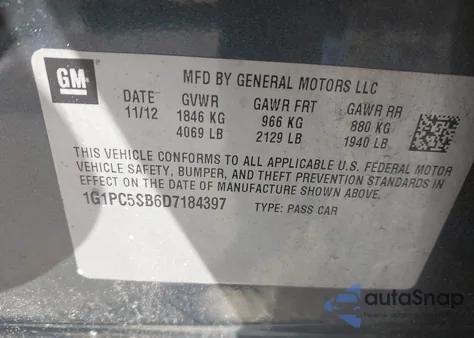 GM
MFD BY GENERAL MOTORS LLC
DATE GVWR GAWR FRT GAWR RR
11/12 1846 KG 966 KG 880 KG
4069 LB 2129 LB 1940 LB
THIS VEHICLE CONFORMS TO ALL APPLICABLE U.S. FEDERAL MOTOR
VEHICLE SAFETY, BUMPER, AND THEFT PREVENTION STANDARDS IN
EFFECT ON THE DATE OF MANUFACTURE SHOWN ABOVE.
1G1PC5SB6D7184397 TYPE: PASS CAR
autoSnap